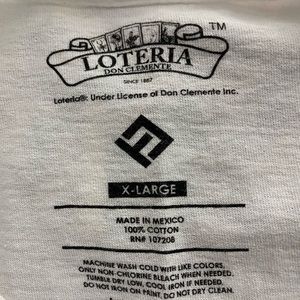 LOTERIA
TM
DON CLEMENTE
SINCE 1887
Loteria®: Under License of Don Clemente Inc.
X-LARGE
MADE IN MEXICO
100% COTTON
RN# 107208
MACHINE WASH COLD WITH LIKE COLORS,
ONLY NON-CHLORINE BLEACH WHEN NEEDED.
TUMBLE DRY LOW, COOL IRON IF NEEDED.
DO NOT IRON ON PRINT. DO NOT DRY CLEAN.